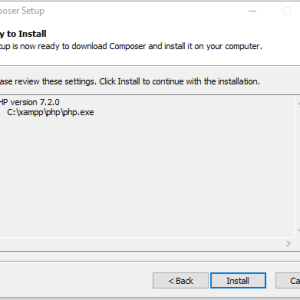 poser Setup
y to Install
tup is now ready to download Composer and install it on your computer.
ase review these settings. Click Install to continue with the installation.
HP version 7.2.0
C:\xampp\php\php.exe
< Back
Install
Ca